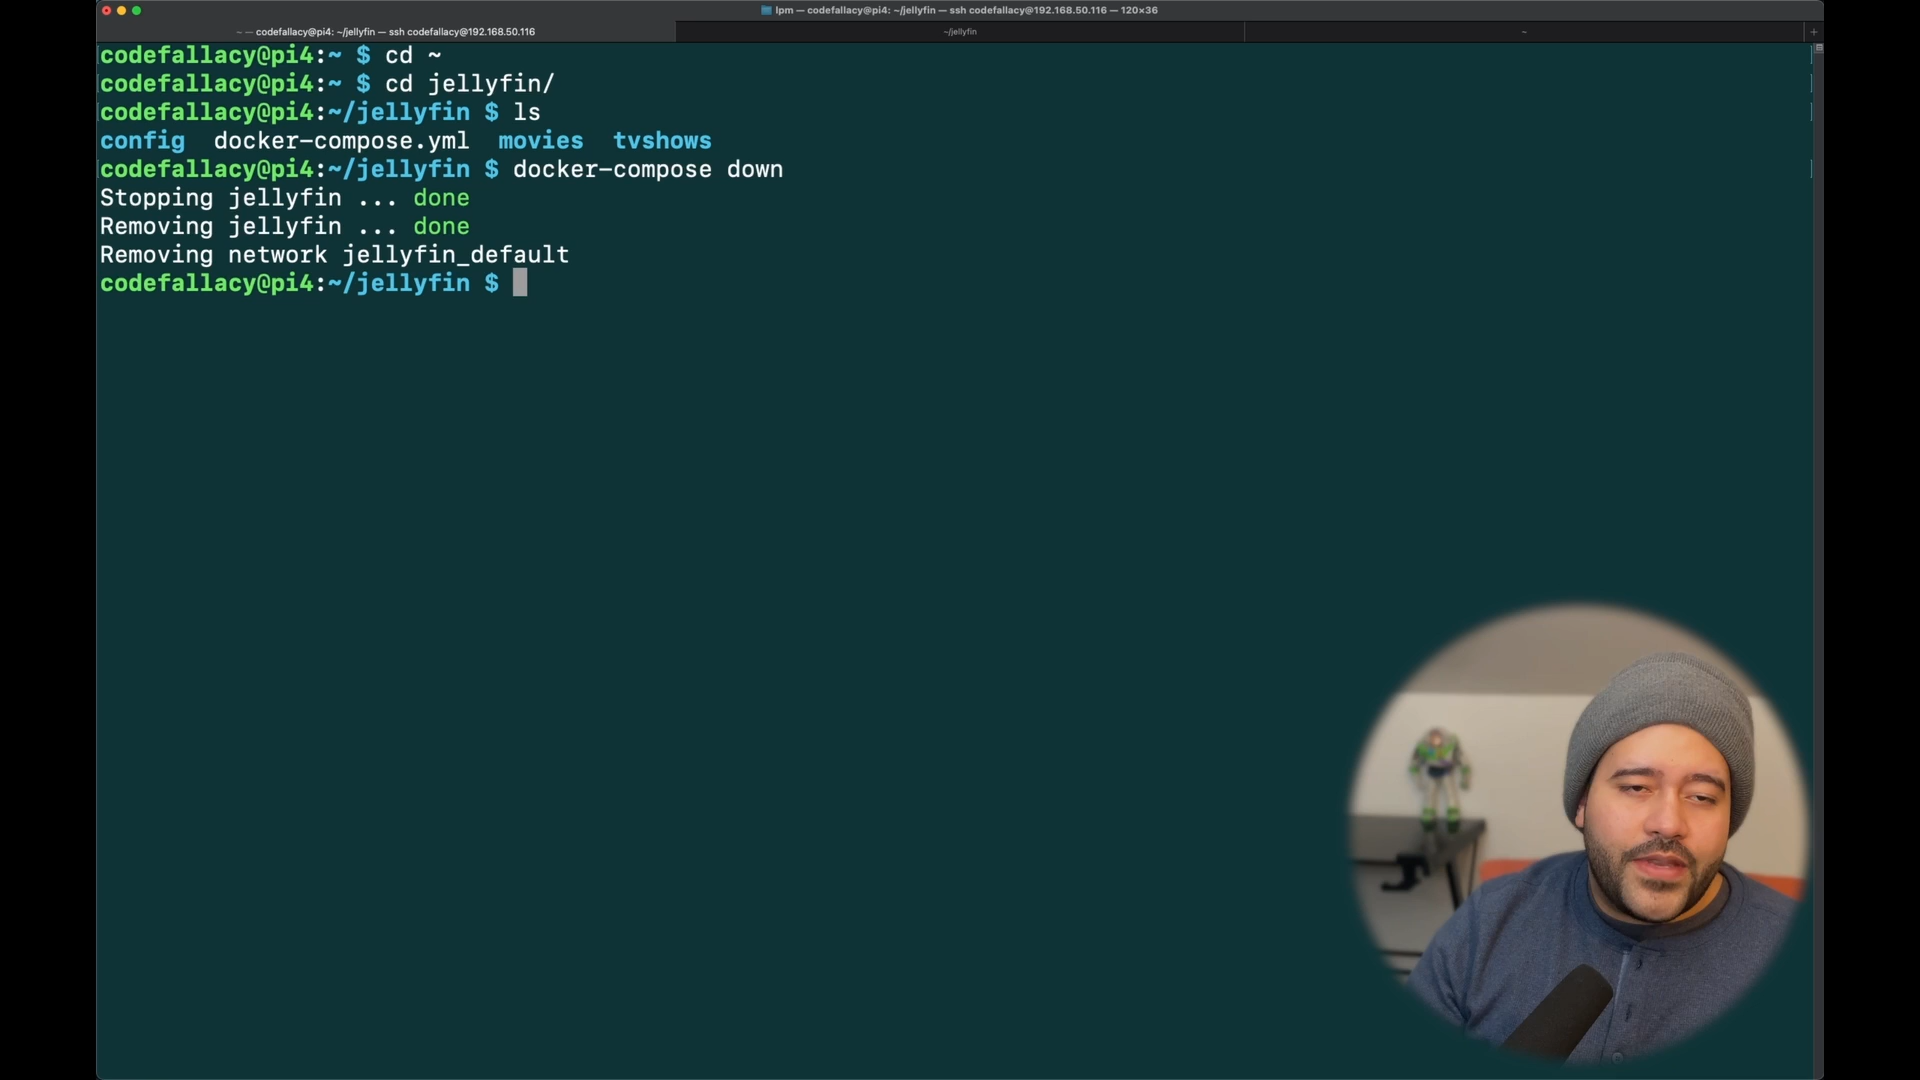 lpm — codefallacy@pi4: ~/jellyfin — ssh codefallacy@192.168.50.116 — 120×36
~ — codefallacy@pi4: ~/jellyfin — ssh codefallacy@192.168.50.116
~/jellyfin
~
+
codefallacy@pi4:~ $ cd ~
codefallacy@pi4:~ $ cd jellyfin/
codefallacy@pi4:~/jellyfin $ ls
config  docker-compose.yml  movies  tvshows
codefallacy@pi4:~/jellyfin $ docker-compose down
Stopping jellyfin ... done
Removing jellyfin ... done
Removing network jellyfin_default
codefallacy@pi4:~/jellyfin $